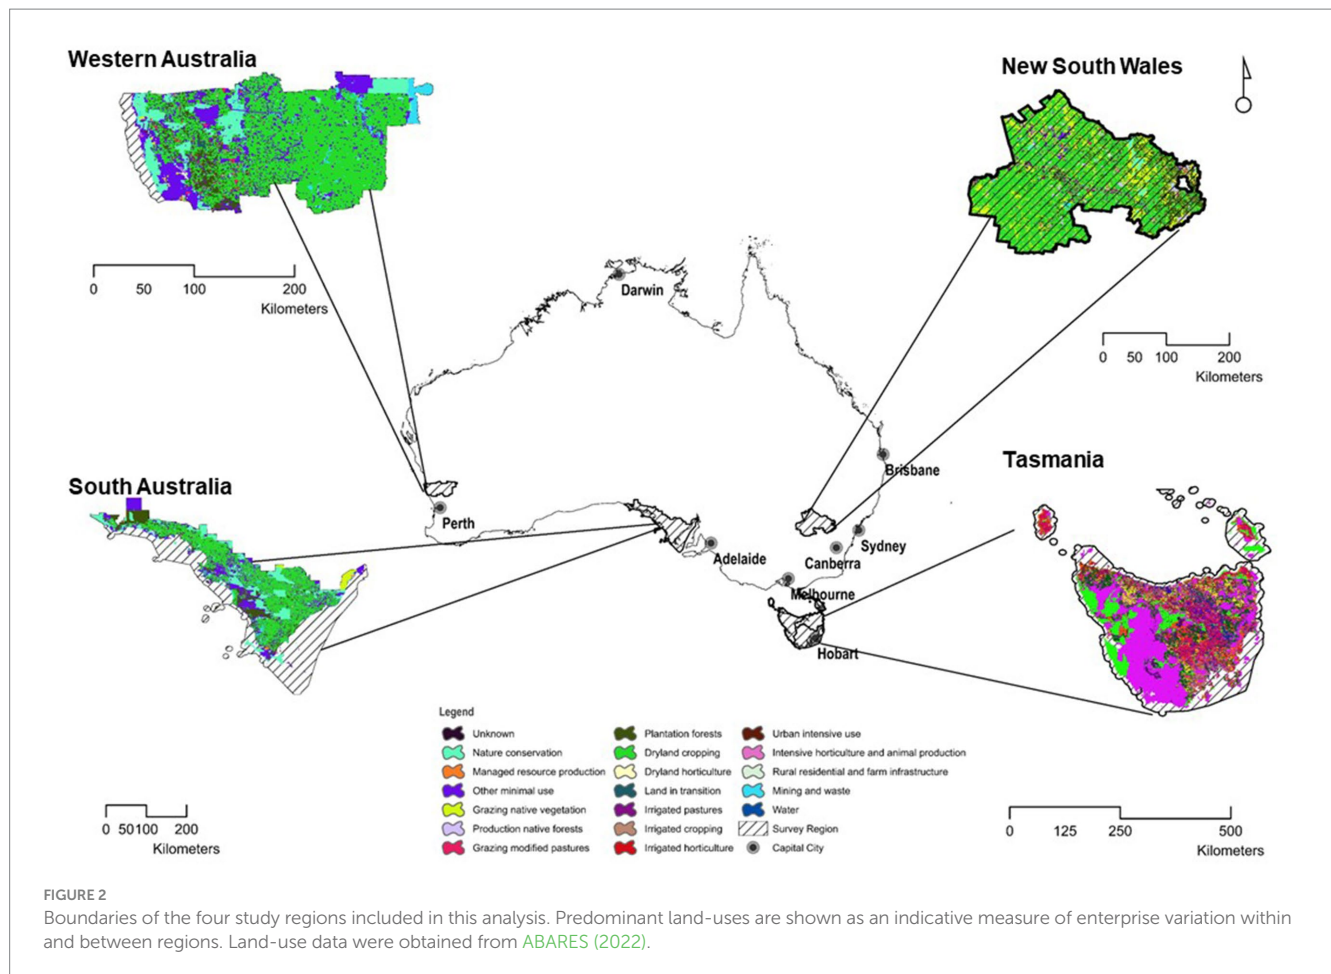 Western Australia
New South Wales
0 50 100 200
Kilometers
Darwin
0 50 100 200
Kilometers
Brisbane
Tasmania
South Australia
Perth
Adelaide
Sydney
Canberra
Melbourne
Hobart
Legend
Unknown
Nature conservation
Managed resource production
Other minimal use
Grazing native vegetation
Production native forests
Grazing modified pastures
Plantation forests
Dryland cropping
Dryland horticulture
Land in transition
Irrigated pastures
Irrigated cropping
Irrigated horticulture
Urban intensive use
Intensive horticulture and animal production
Rural residential and farm infrastructure
Mining and waste
Water
Survey Region
Capital City
0 50 100 200
Kilometers
0 125 250 500
Kilometers
FIGURE 2
Boundaries of the four study regions included in this analysis. Predominant land-uses are shown as an indicative measure of enterprise variation within
and between regions. Land-use data were obtained from ABARES (2022).